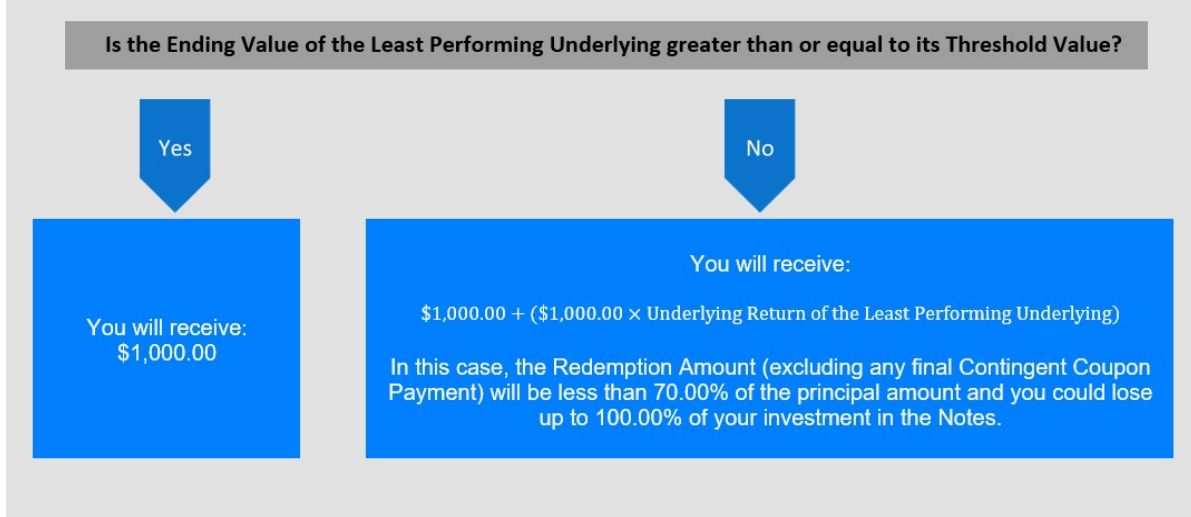 Is the Ending Value of the Least Performing Underlying greater than or equal to its Threshold Value?
Yes
No
You will receive:
$1,000.00
You will receive:
$1,000.00 + ($1,000.00 × Underlying Return of the Least Performing Underlying)
In this case, the Redemption Amount (excluding any final Contingent Coupon
Payment) will be less than 70.00% of the principal amount and you could lose
up to 100.00% of your investment in the Notes.